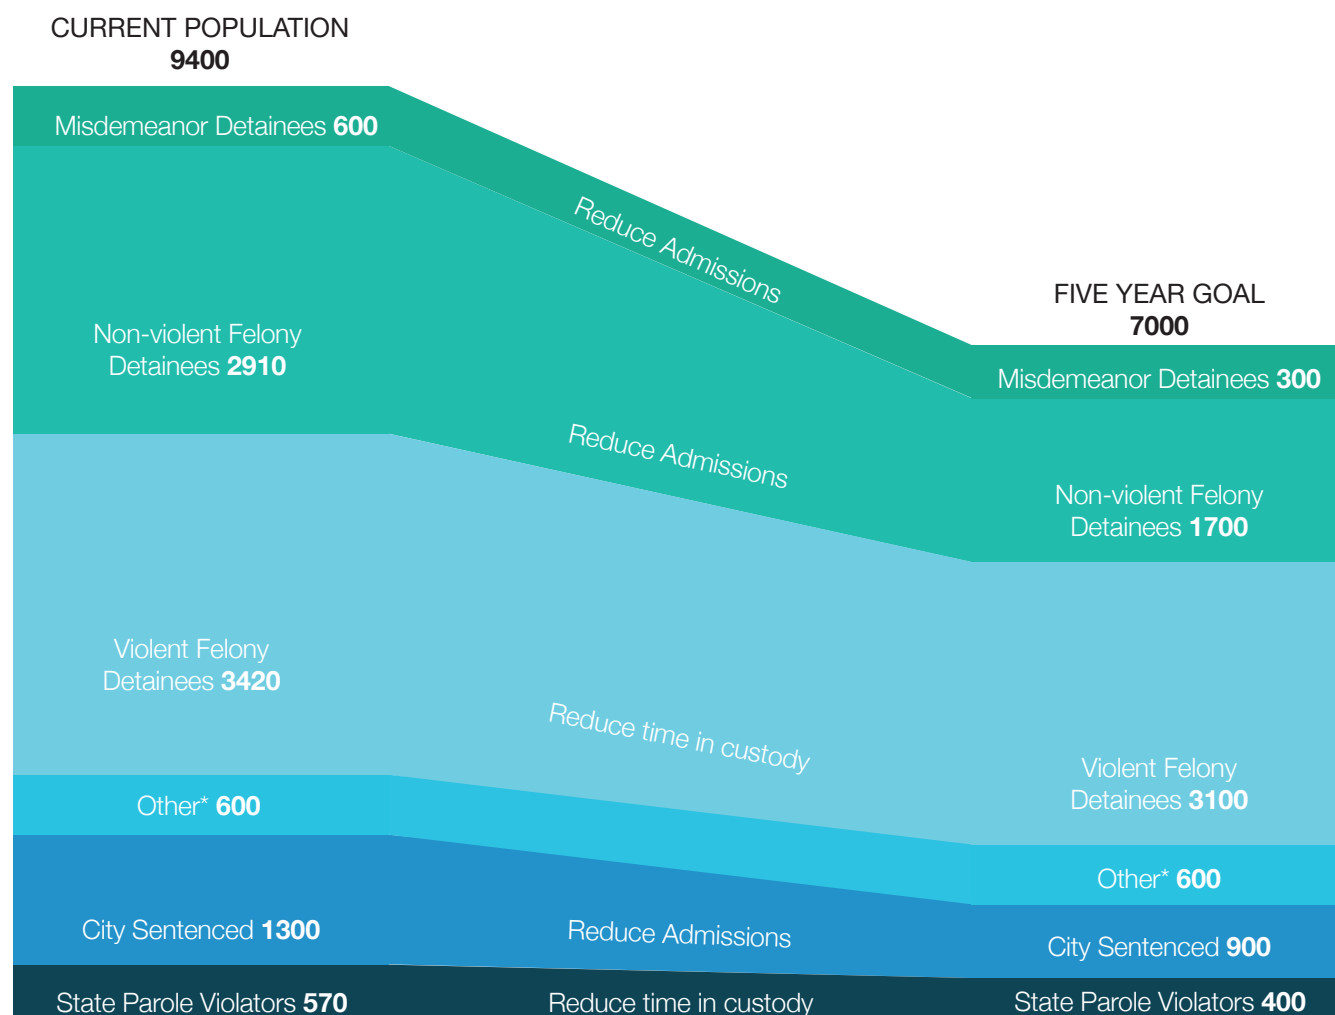 CURRENT POPULATION
9400
Misdemeanor Detainees 600
Reduce Admissions
FIVE YEAR GOAL
7000
Non-violent Felony
Detainees 2910
Misdemeanor Detainees 300
Reduce Admissions
Non-violent Felony
Detainees 1700
Violent Felony
Detainees 3420
Reduce time in custody
Violent Felony
Detainees 3100
Other* 600
Other* 600
City Sentenced 1300
Reduce Admissions
City Sentenced 900
State Parole Violators 570
Reduce time in custody
State Parole Violators 400